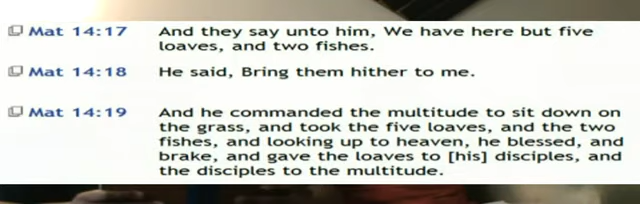 Mat 14:17 And they say unto him, We have here but five
loaves, and two fishes.
Mat 14:18 He said, Bring them hither to me.
Mat 14:19 And he commanded the multitude to sit down on
the grass, and took the five loaves, and the two
fishes, and looking up to heaven, he blessed, and
brake, and gave the loaves to [his] disciples, and
the disciples to the multitude.